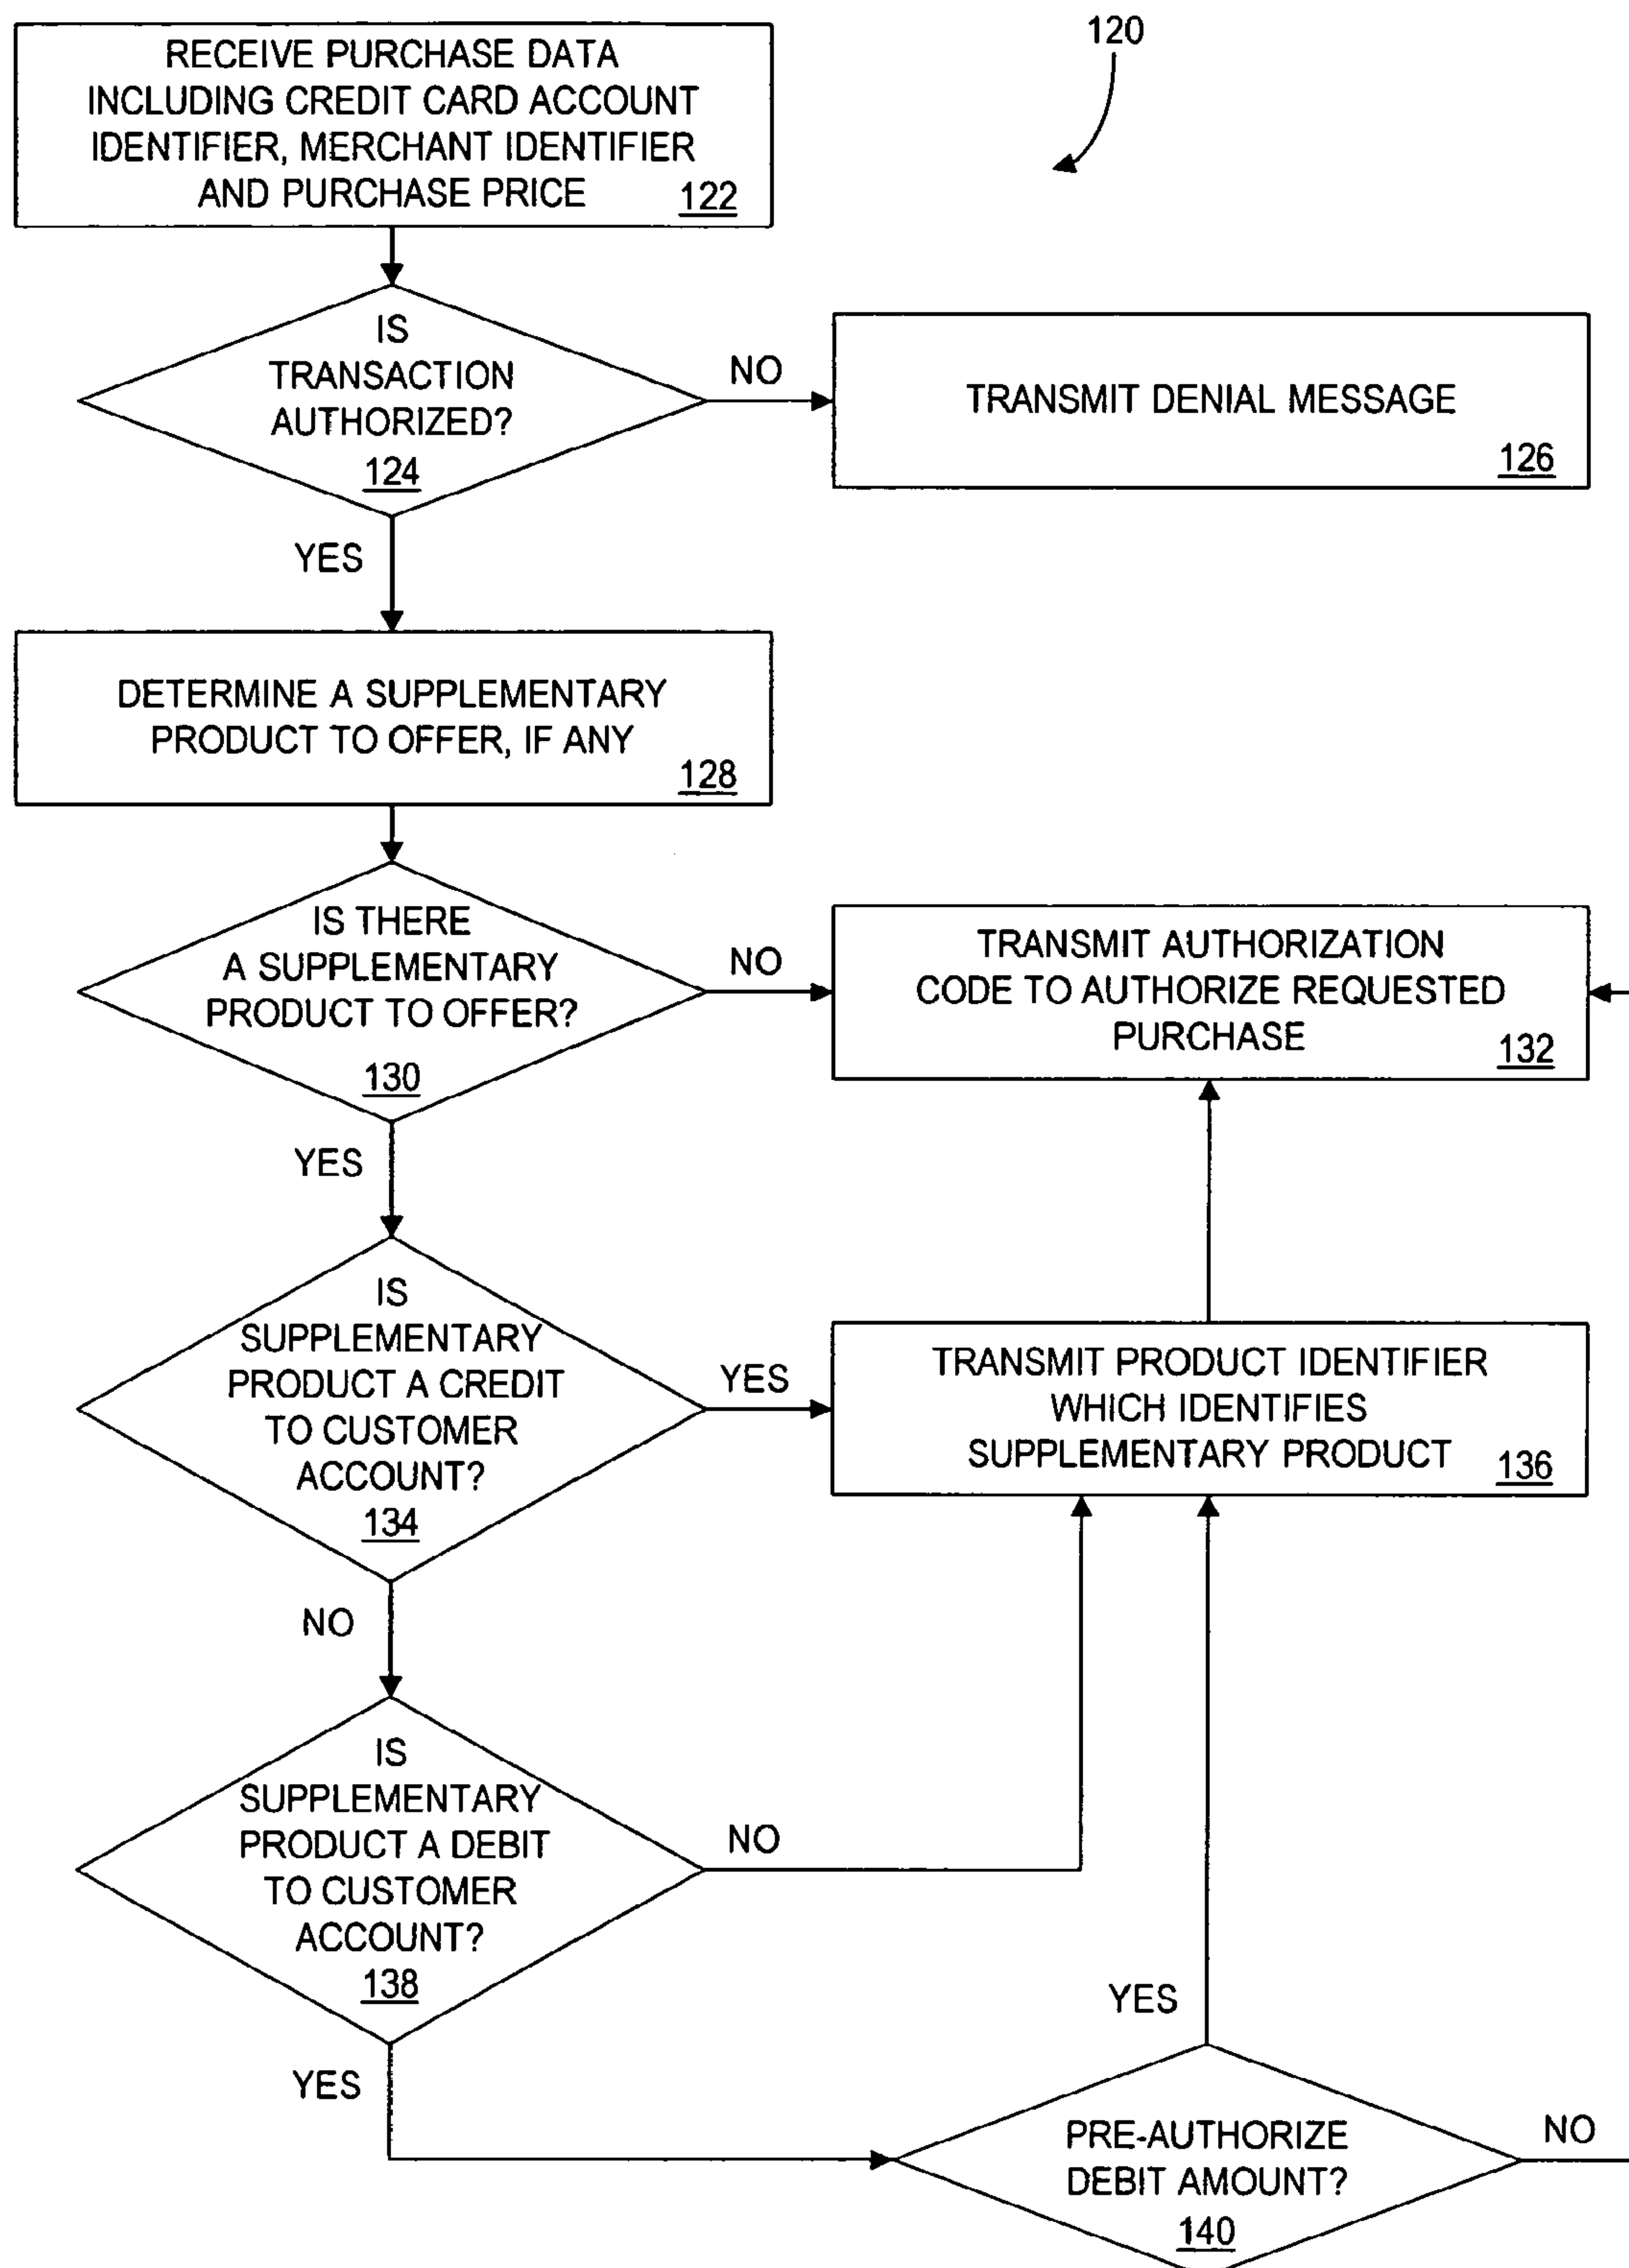 120
RECEIVE PURCHASE DATA
INCLUDING CREDIT CARD ACCOUNT
IDENTIFIER, MERCHANT IDENTIFIER
AND PURCHASE PRICE
122
IS
TRANSACTION
AUTHORIZED?
124
NO
TRANSMIT DENIAL MESSAGE
126
YES
DETERMINE A SUPPLEMENTARY
PRODUCT TO OFFER, IF ANY
128
IS THERE
A SUPPLEMENTARY
PRODUCT TO OFFER?
130
NO
TRANSMIT AUTHORIZATION
CODE TO AUTHORIZE REQUESTED
PURCHASE
132
YES
IS
SUPPLEMENTARY
PRODUCT A CREDIT
TO CUSTOMER
ACCOUNT?
134
YES
TRANSMIT PRODUCT IDENTIFIER
WHICH IDENTIFIES
SUPPLEMENTARY PRODUCT
136
NO
IS
SUPPLEMENTARY
PRODUCT A DEBIT
TO CUSTOMER
ACCOUNT?
138
NO
YES
YES
PRE-AUTHORIZE
DEBIT AMOUNT?
140
NO